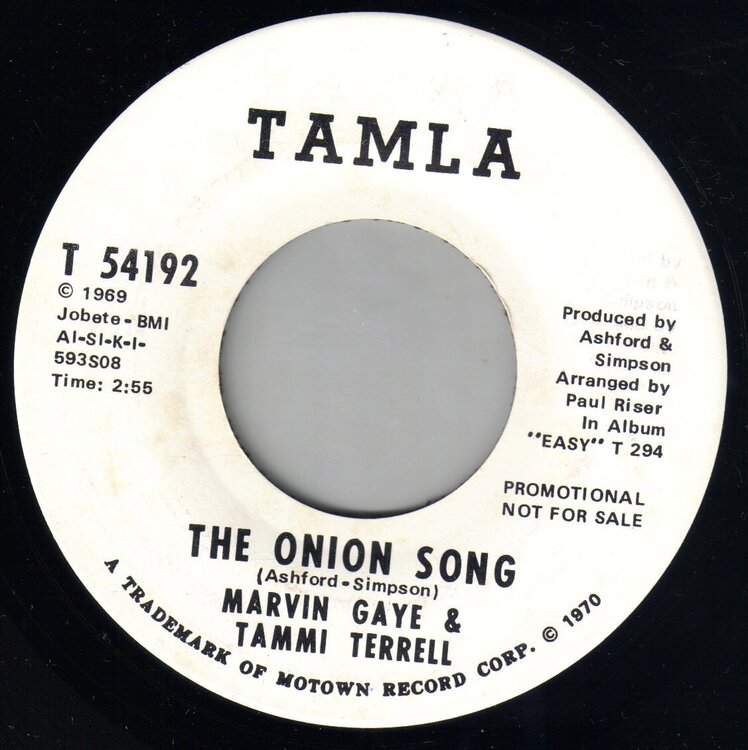 TAMLA
T 54192
© 1969
Jobete-BMI
AI-SI-K-I-
593S08
Time: 2:55
Produced by
Ashford &
Simpson
Arranged by
Paul Riser
In Album
"EASY" T 294
PROMOTIONAL
NOT FOR SALE
THE ONION SONG
(Ashford-Simpson)
MARVIN GAYE &
TAMMI TERRELL
A TRADEMARK OF MOTOWN RECORD CORP. © 1970